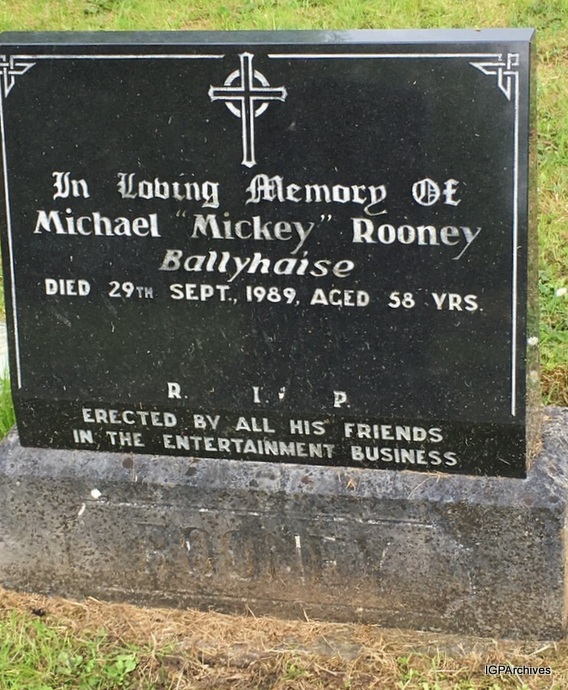 In Loving Memory Of
Michael "Mickey" Rooney
Ballyhaise
DIED 29TH SEPT., 1989, AGED 58 YRS.
R. I. P.
ERECTED BY ALL HIS FRIENDS
IN THE ENTERTAINMENT BUSINESS
ROONEY
IGPArchives